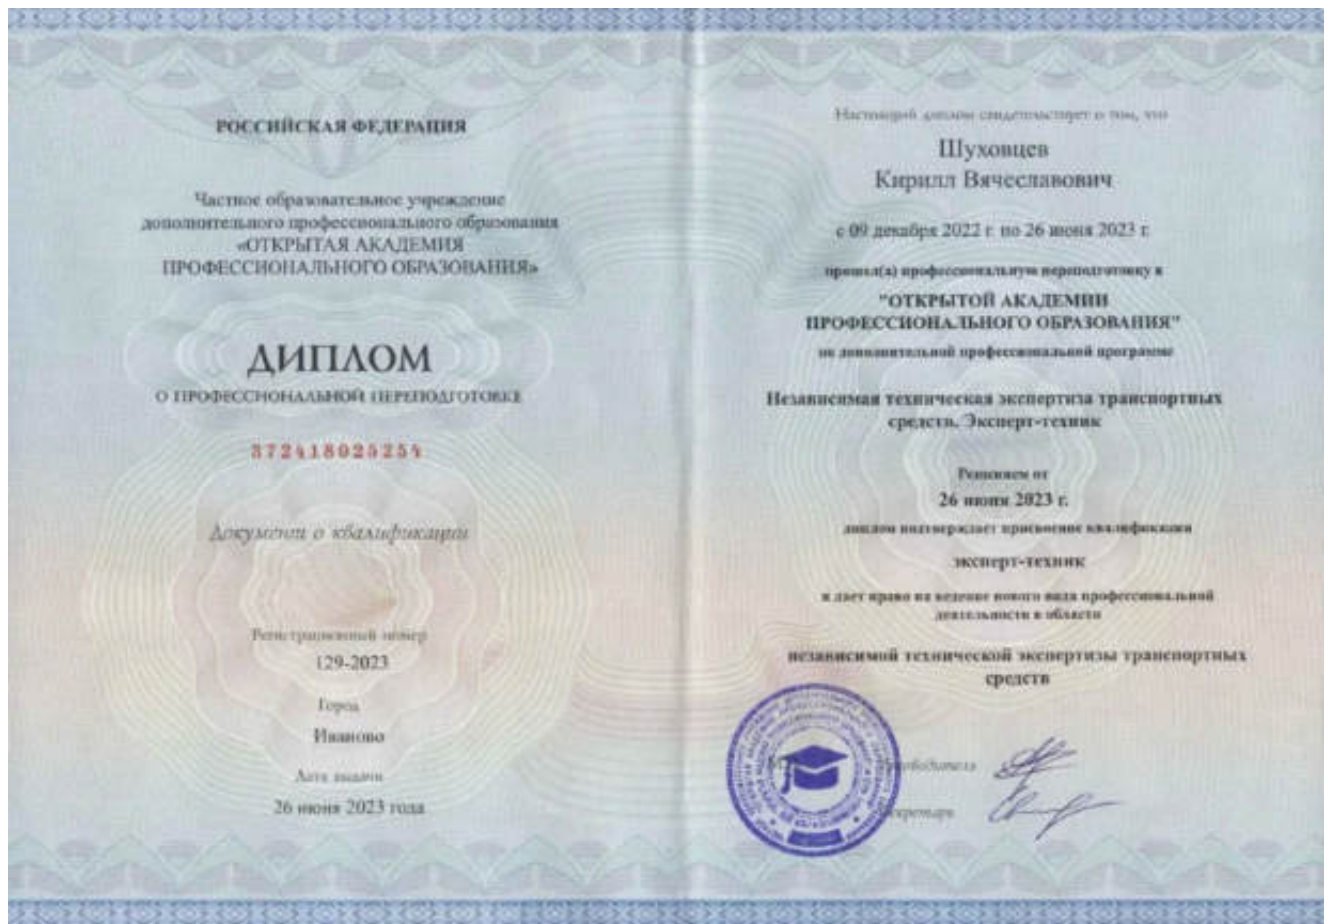 РОССИЙСКАЯ ФЕДЕРАЦИЯ
Частное образовательное учреждение
дополнительного профессионального образования
«ОТКРЫТАЯ АКАДЕМИЯ
ПРОФЕССИОНАЛЬНОГО ОБРАЗОВАНИЯ»
ДИПЛОМ
О ПРОФЕССИОНАЛЬНОЙ ПЕРЕПОДГОТОВКЕ
372418025254
Документ о квалификации
Регистрационный номер
129-2023
Город
Иваново
Дата выдачи
26 июня 2023 года
Настоящий диплом свидетельствует о том, что
Шуховцев
Кирилл Вячеславович
с 09 декабря 2022 г. по 26 июня 2023 г.
прошел(а) профессиональную переподготовку в
"ОТКРЫТОЙ АКАДЕМИИ
ПРОФЕССИОНАЛЬНОГО ОБРАЗОВАНИЯ"
по дополнительной профессиональной программе
Независимая техническая экспертиза транспортных
средств. Эксперт-техник
Решением от
26 июня 2023 г.
диплом подтверждает присвоение квалификации
эксперт-техник
и дает право на ведение нового вида профессиональной
деятельности в области
независимой технической экспертизы транспортных
средств
Руководитель
Секретарь